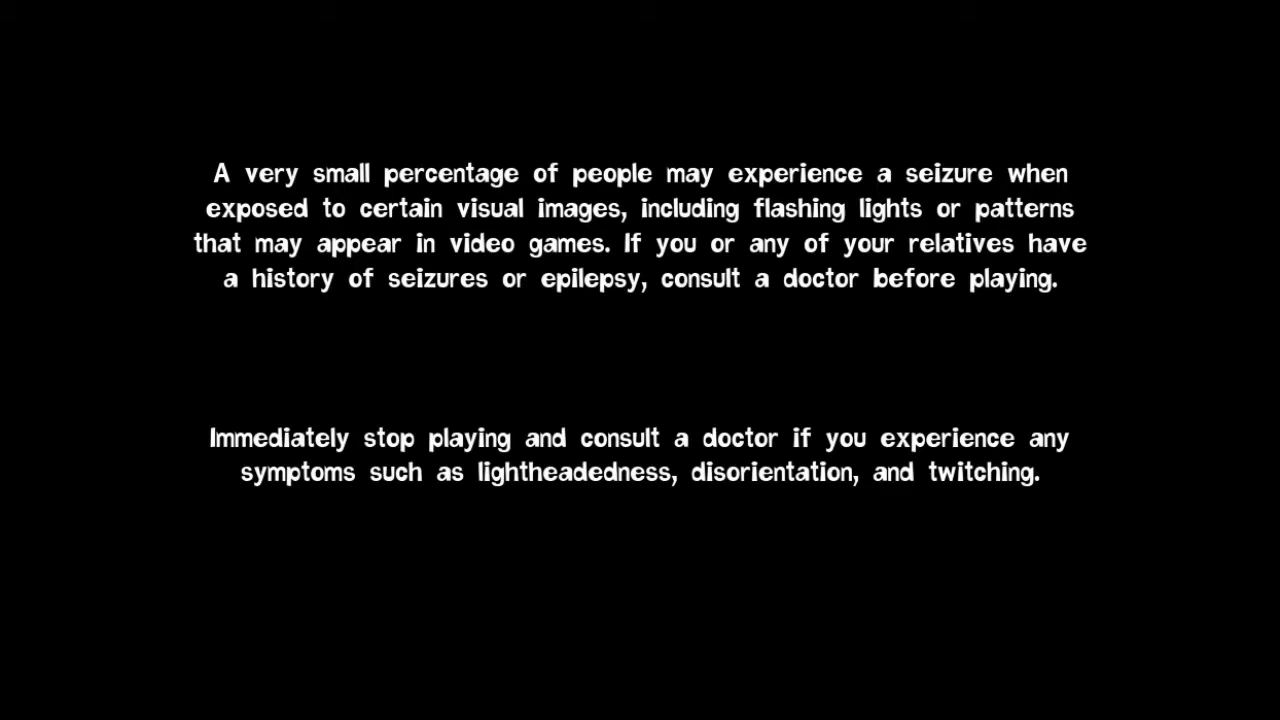 A very small percentage of people may experience a seizure when
exposed to certain visual images, including flashing lights or patterns
that may appear in video games. If you or any of your relatives have
a history of seizures or epilepsy, consult a doctor before playing.
Immediately stop playing and consult a doctor if you experience any
symptoms such as lightheadedness, disorientation, and twitching.